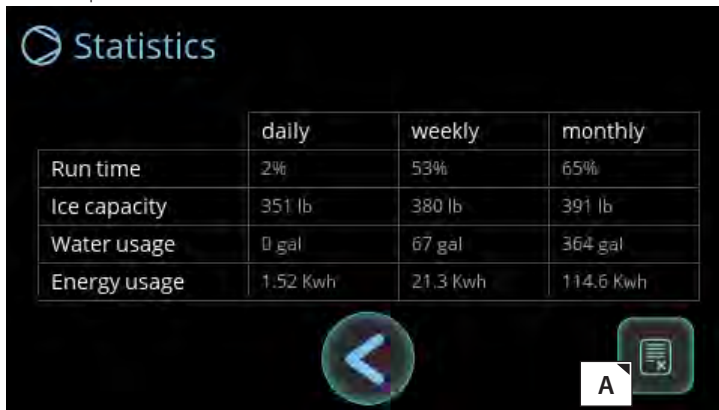 Statistics
daily weekly monthly
Run time 2% 53% 65%
Ice capacity 351 lb 380 lb 391 lb
Water usage 0 gal 67 gal 364 gal
Energy usage 1.52 Kwh 21.3 Kwh 114.6 Kwh
A